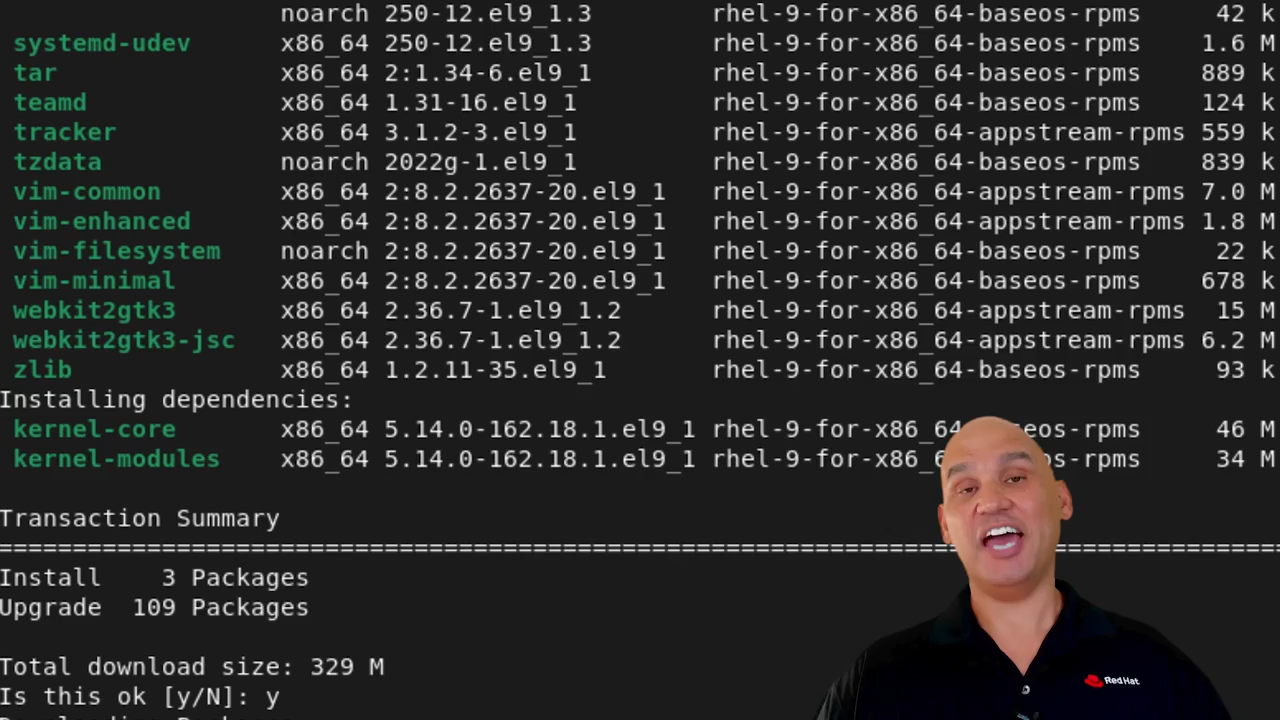 noarch 250-12.el9_1.3 rhel-9-for-x86_64-baseos-rpms 42 k
systemd-udev x86_64 250-12.el9_1.3 rhel-9-for-x86_64-baseos-rpms 1.6 M
tar x86_64 2:1.34-6.el9_1 rhel-9-for-x86_64-baseos-rpms 889 k
teamd x86_64 1.31-16.el9_1 rhel-9-for-x86_64-baseos-rpms 124 k
tracker x86_64 3.1.2-3.el9_1 rhel-9-for-x86_64-appstream-rpms 559 k
tzdata noarch 2022g-1.el9_1 rhel-9-for-x86_64-baseos-rpms 839 k
vim-common x86_64 2:8.2.2637-20.el9_1 rhel-9-for-x86_64-appstream-rpms 7.0 M
vim-enhanced x86_64 2:8.2.2637-20.el9_1 rhel-9-for-x86_64-appstream-rpms 1.8 M
vim-filesystem noarch 2:8.2.2637-20.el9_1 rhel-9-for-x86_64-baseos-rpms 22 k
vim-minimal x86_64 2:8.2.2637-20.el9_1 rhel-9-for-x86_64-baseos-rpms 678 k
webkit2gtk3 x86_64 2.36.7-1.el9_1.2 rhel-9-for-x86_64-appstream-rpms 15 M
webkit2gtk3-jsc x86_64 2.36.7-1.el9_1.2 rhel-9-for-x86_64-appstream-rpms 6.2 M
zlib x86_64 1.2.11-35.el9_1 rhel-9-for-x86_64-baseos-rpms 93 k
Installing dependencies:
kernel-core x86_64 5.14.0-162.18.1.el9_1 rhel-9-for-x86_64-baseos-rpms 46 M
kernel-modules x86_64 5.14.0-162.18.1.el9_1 rhel-9-for-x86_6 -rpms 34 M
Transaction Summary
================================================================================
Install 3 Packages
Upgrade 109 Packages
Total download size: 329 M
Is this ok [y/N]: y
Red Hat